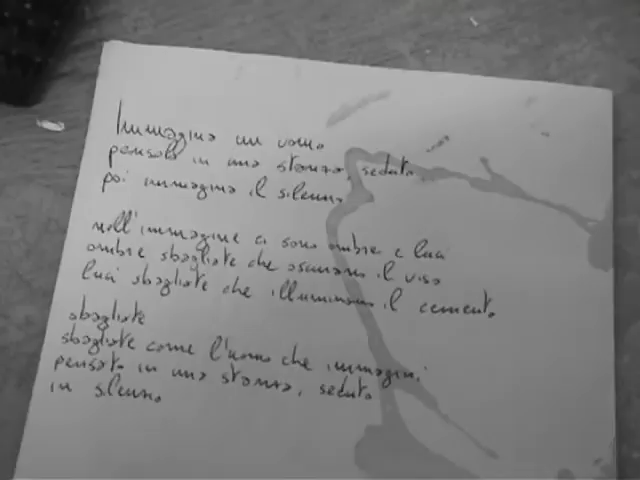 Immagina un uomo
pensalo in una stanza, seduto
poi immagina il silenzio
nell'immagine ci sono ombre e luci
ombre sbagliate che oscurano il viso
luci sbagliate che illuminano il cemento
sbagliate
sbagliate come l'uomo che immagini
pensato in una stanza, seduto
in silenzio